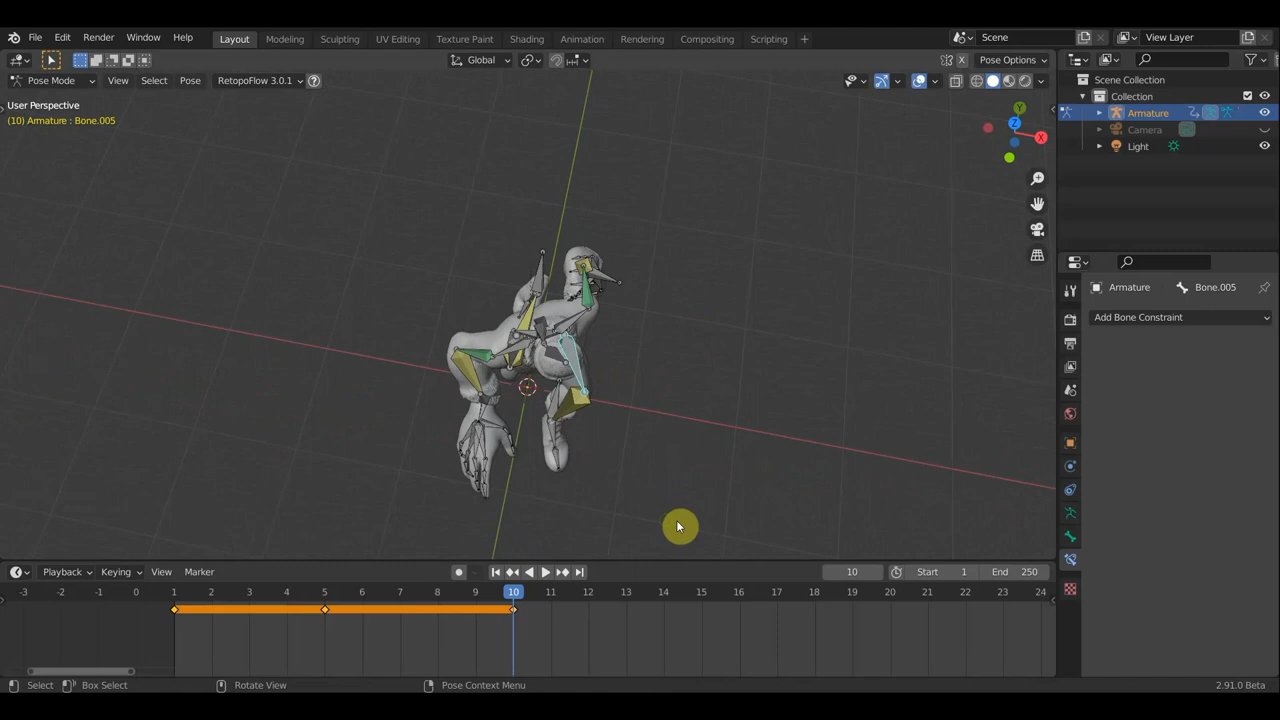 File Edit Render Window Help Layout Modeling Sculpting UV Editing Texture Paint Shading Animation Rendering Compositing Scripting + Scene View Layer
Global Pose Options
Pose Mode View Select Pose RetopoFlow 3.0.1
User Perspective
(10) Armature : Bone.005
Y
Z
X
Scene Collection
Collection
Armature
Camera
Light
Armature Bone.005
Add Bone Constraint
Playback Keying View Marker 10 Start 1 End 250
-3 -2 -1 0 1 2 3 4 5 6 7 8 9 10 11 12 13 14 15 16 17 18 19 20 21 22 23 24
Select Box Select Rotate View Pose Context Menu 2.91.0 Beta